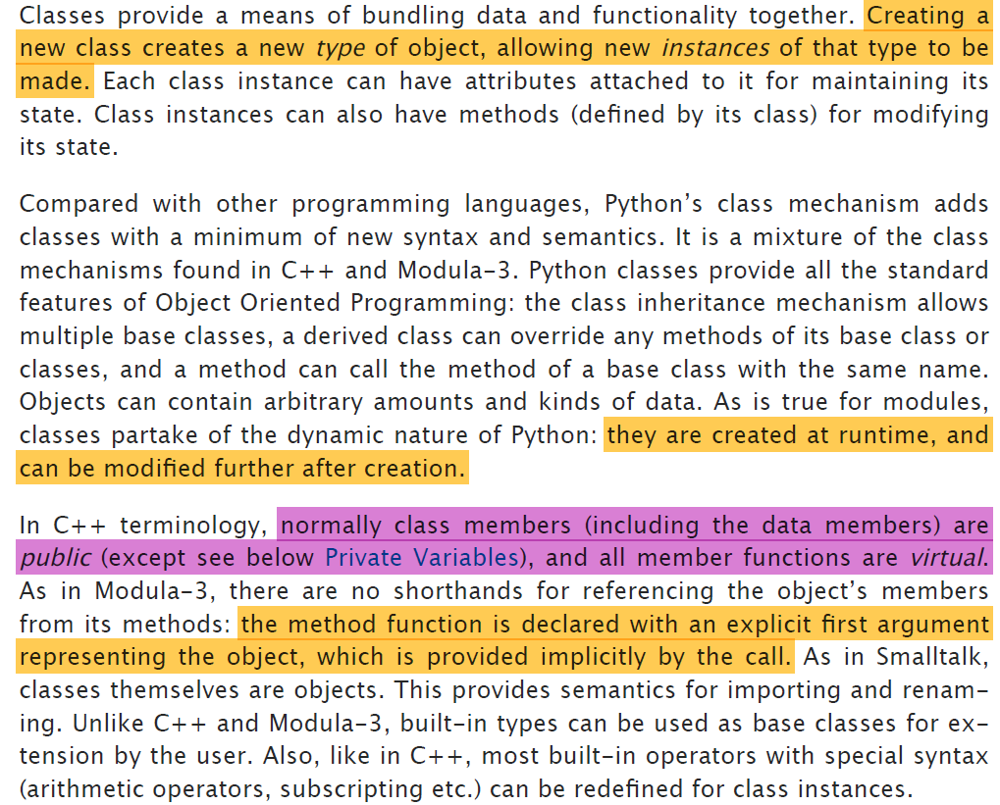 Classes provide a means of bundling data and functionality together. Creating a
new class creates a new type of object, allowing new instances of that type to be
made. Each class instance can have attributes attached to it for maintaining its
state. Class instances can also have methods (defined by its class) for modifying
its state.
Compared with other programming languages, Python’s class mechanism adds
classes with a minimum of new syntax and semantics. It is a mixture of the class
mechanisms found in C++ and Modula-3. Python classes provide all the standard
features of Object Oriented Programming: the class inheritance mechanism allows
multiple base classes, a derived class can override any methods of its base class or
classes, and a method can call the method of a base class with the same name.
Objects can contain arbitrary amounts and kinds of data. As is true for modules,
classes partake of the dynamic nature of Python: they are created at runtime, and
can be modified further after creation.
In C++ terminology, normally class members (including the data members) are
public (except see below Private Variables), and all member functions are virtual.
As in Modula-3, there are no shorthands for referencing the object’s members
from its methods: the method function is declared with an explicit first argument
representing the object, which is provided implicitly by the call. As in Smalltalk,
classes themselves are objects. This provides semantics for importing and renam-
ing. Unlike C++ and Modula-3, built-in types can be used as base classes for ex-
tension by the user. Also, like in C++, most built-in operators with special syntax
(arithmetic operators, subscripting etc.) can be redefined for class instances.